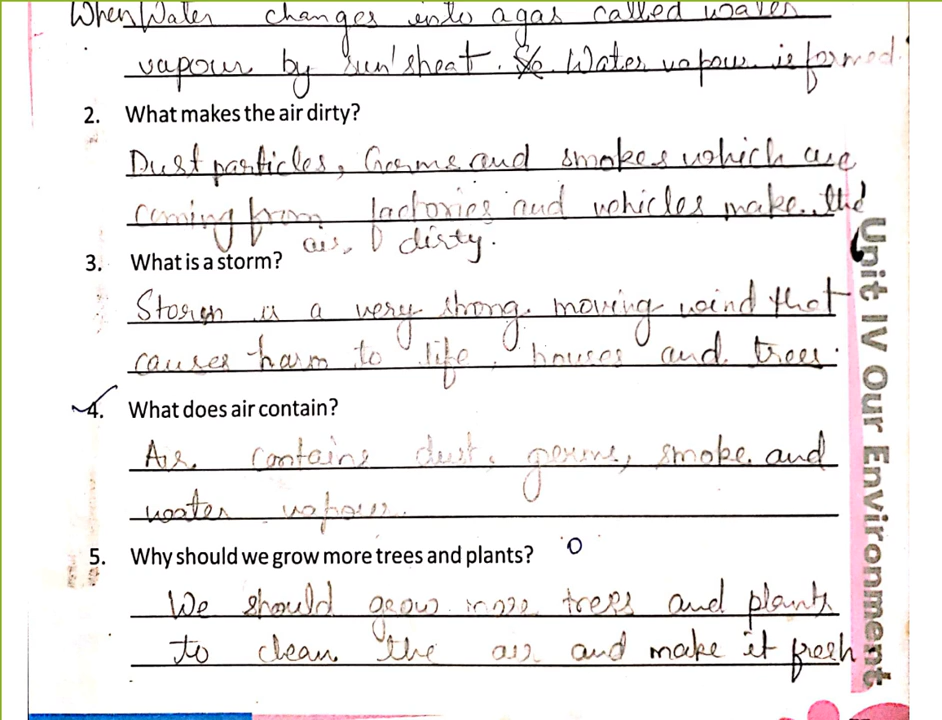 When Water changes into a gas called water
vapour by sun'sheat. So Water vapour is formed.
2. What makes the air dirty?
Dust particles, Germs and smokes which are
coming from factories and vehicles make the
air dirty.
3. What is a storm?
Storm is a very strong moving wind that
causes harm to life, houses and trees.
4. What does air contain?
Air contains dust, germs, smoke and
water vapour.
5. Why should we grow more trees and plants?
We should grow more trees and plants
to clean the air and make it fresh
Unit IV Our Environment